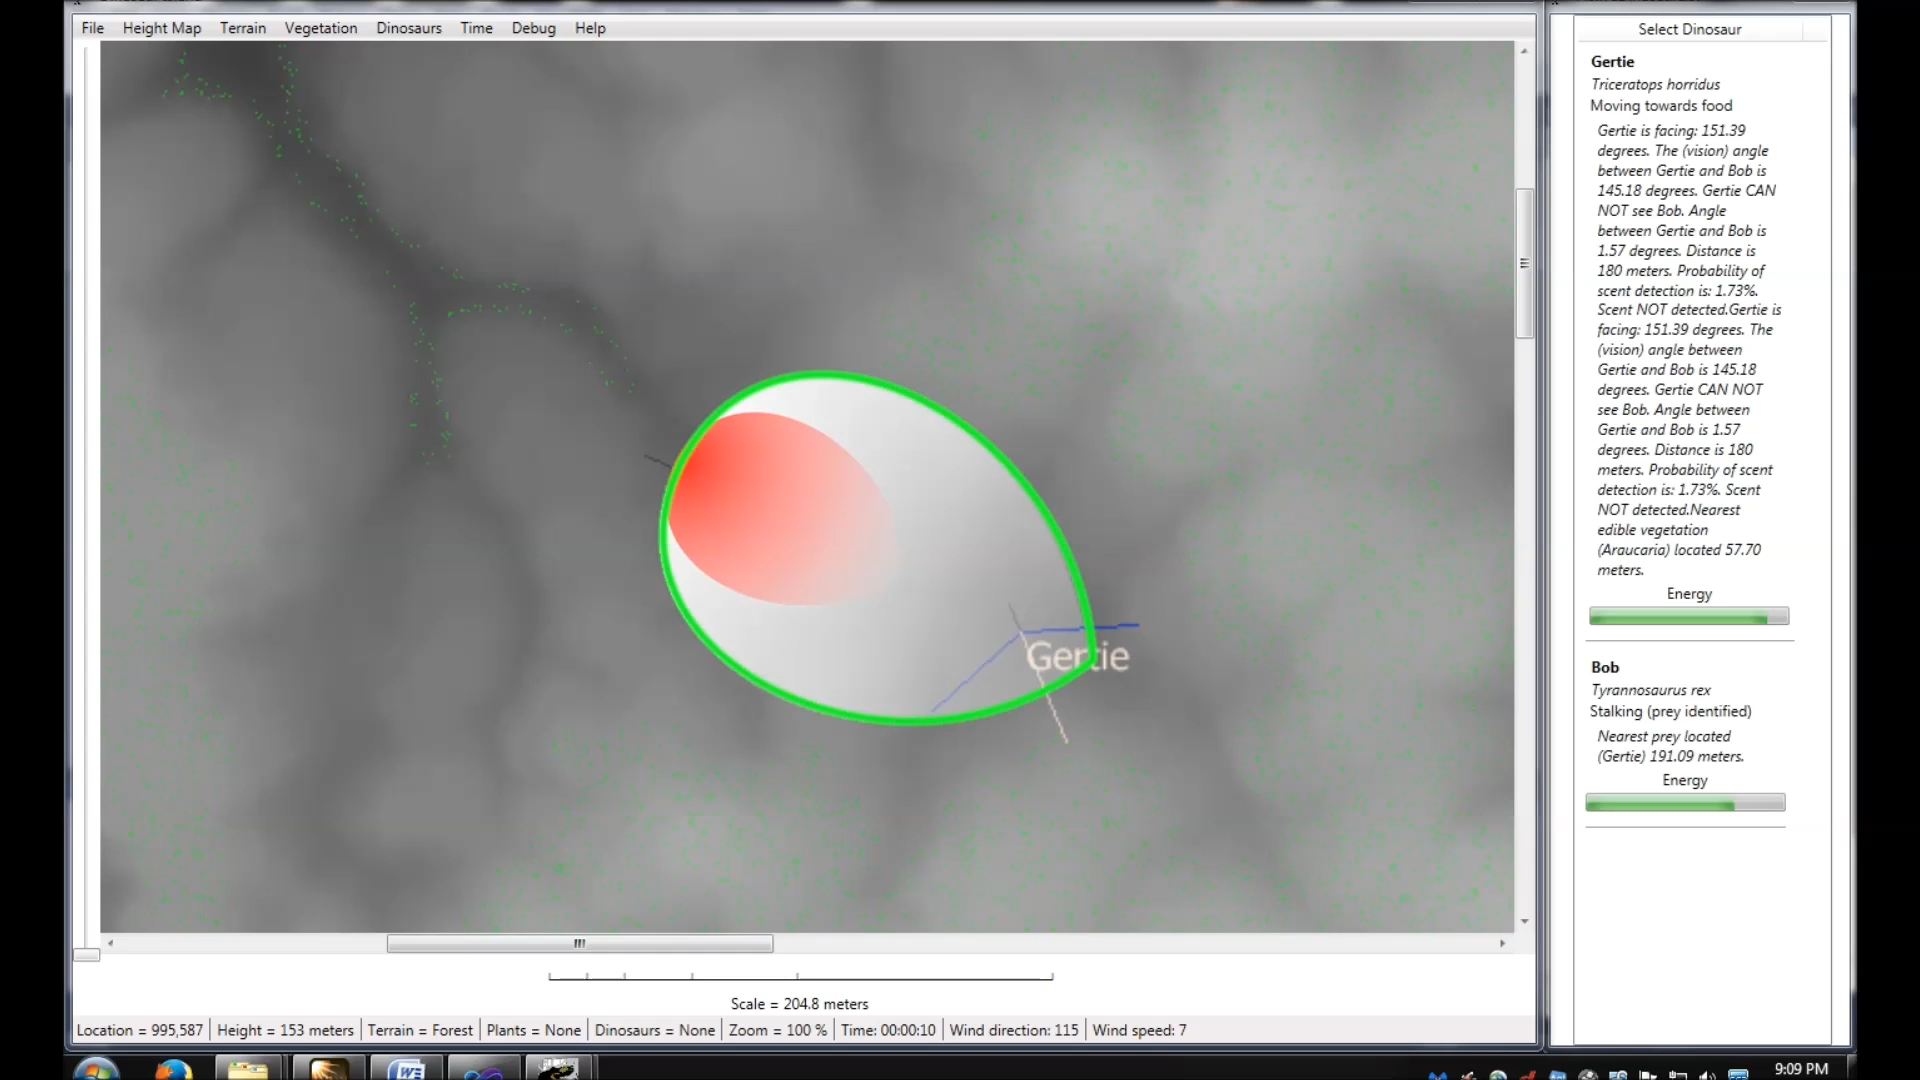 File Height Map Terrain Vegetation Dinosaurs Time Debug Help
Gertie
Scale = 204.8 meters
Location = 995,587 Height = 153 meters Terrain = Forest Plants = None Dinosaurs = None Zoom = 100 % Time: 00:00:10 Wind direction: 115 Wind speed: 7
Select Dinosaur
Gertie
Triceratops horridus
Moving towards food
Gertie is facing: 151.39
degrees. The (vision) angle
between Gertie and Bob is
145.18 degrees. Gertie CAN
NOT see Bob. Angle
between Gertie and Bob is
1.57 degrees. Distance is
180 meters. Probability of
scent detection is: 1.73%.
Scent NOT detected.Gertie is
facing: 151.39 degrees. The
(vision) angle between
Gertie and Bob is 145.18
degrees. Gertie CAN NOT
see Bob. Angle between
Gertie and Bob is 1.57
degrees. Distance is 180
meters. Probability of scent
detection is: 1.73%. Scent
NOT detected.Nearest
edible vegetation
(Araucaria) located 57.70
meters.
Energy
Bob
Tyrannosaurus rex
Stalking (prey identified)
Nearest prey located
(Gertie) 191.09 meters.
Energy
9:09 PM